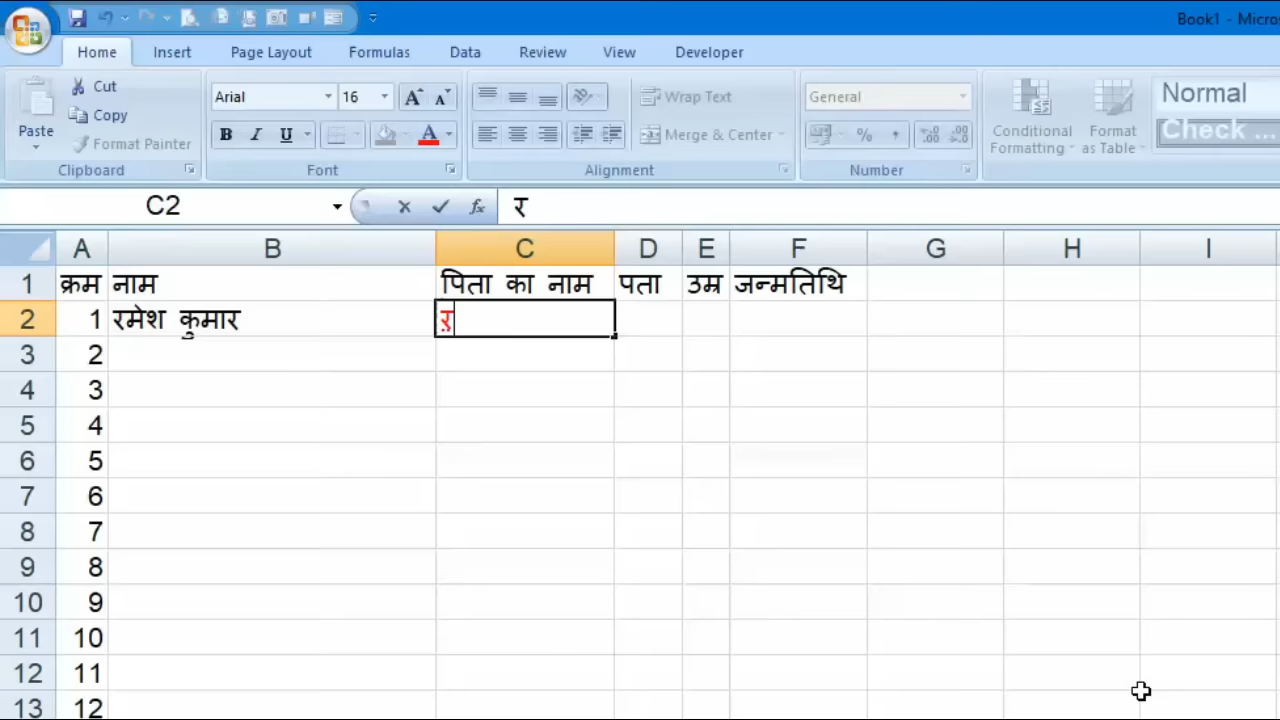 Book1 - Micro
Home Insert Page Layout Formulas Data Review View Developer
Paste Cut Copy Format Painter Clipboard
Arial 16 A A B I U A Font
Wrap Text Merge & Center Alignment
General % , Number
Conditional Formatting Format as Table
Normal
Check ...
C2 fx र
A B C D E F G H I
1 क्रम नाम पिता का नाम पता उम्र जन्मतिथि
2 1 रमेश कुमार र
3 2
4 3
5 4
6 5
7 6
8 7
9 8
10 9
11 10
12 11
13 12